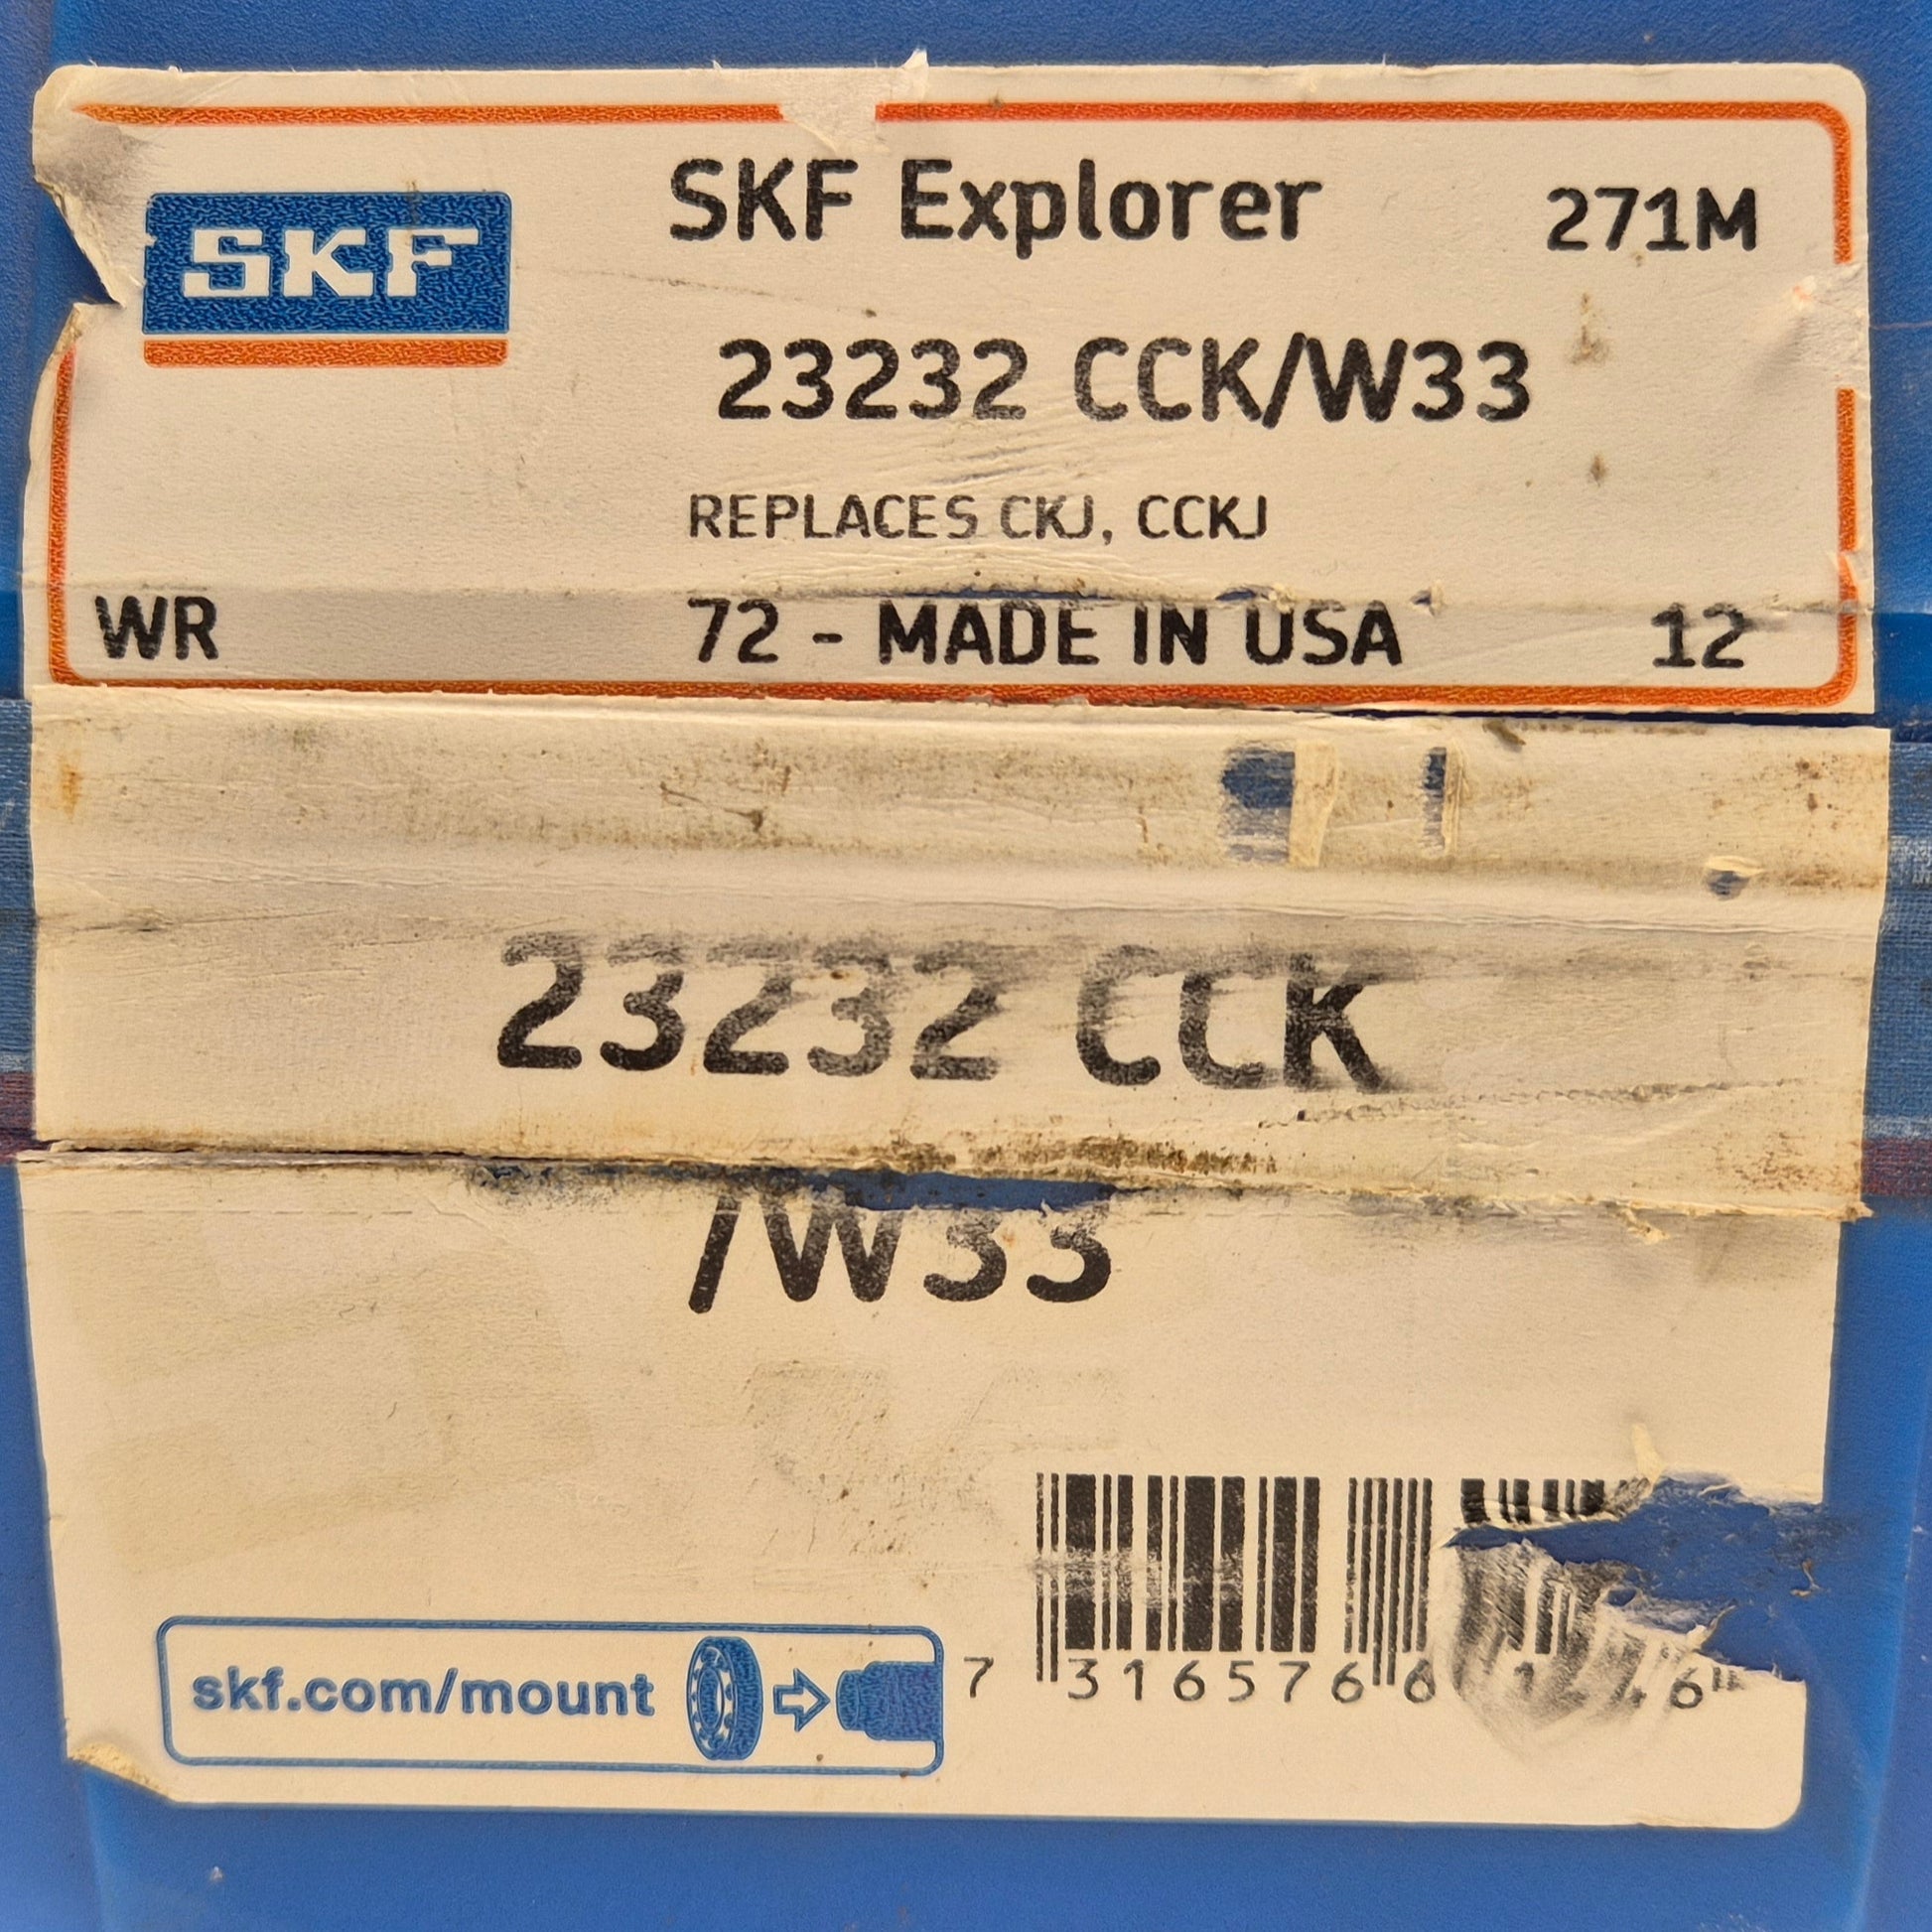 SKF
SKF Explorer
271M
23232 CCK/W33
REPLACES CKJ, CCKJ
WR
72 - MADE IN USA
12
23232 CCK
/W33
skf.com/mount
7 316576 6